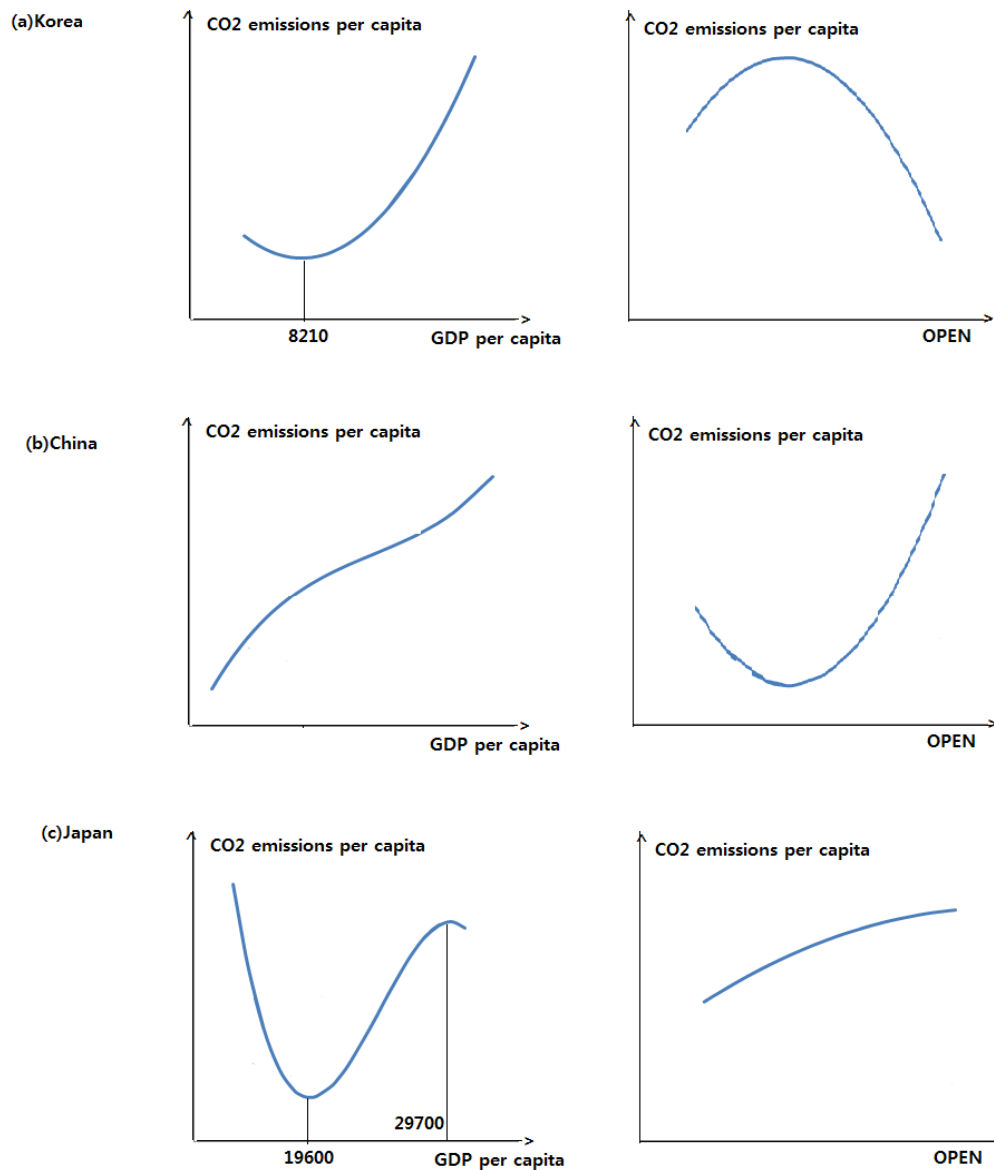 (a)Korea
CO2 emissions per capita
CO2 emissions per capita
8210
GDP per capita
OPEN
(b)China
CO2 emissions per capita
CO2 emissions per capita
GDP per capita
OPEN
(c)Japan
CO2 emissions per capita
CO2 emissions per capita
29700
19600
GDP per capita
OPEN